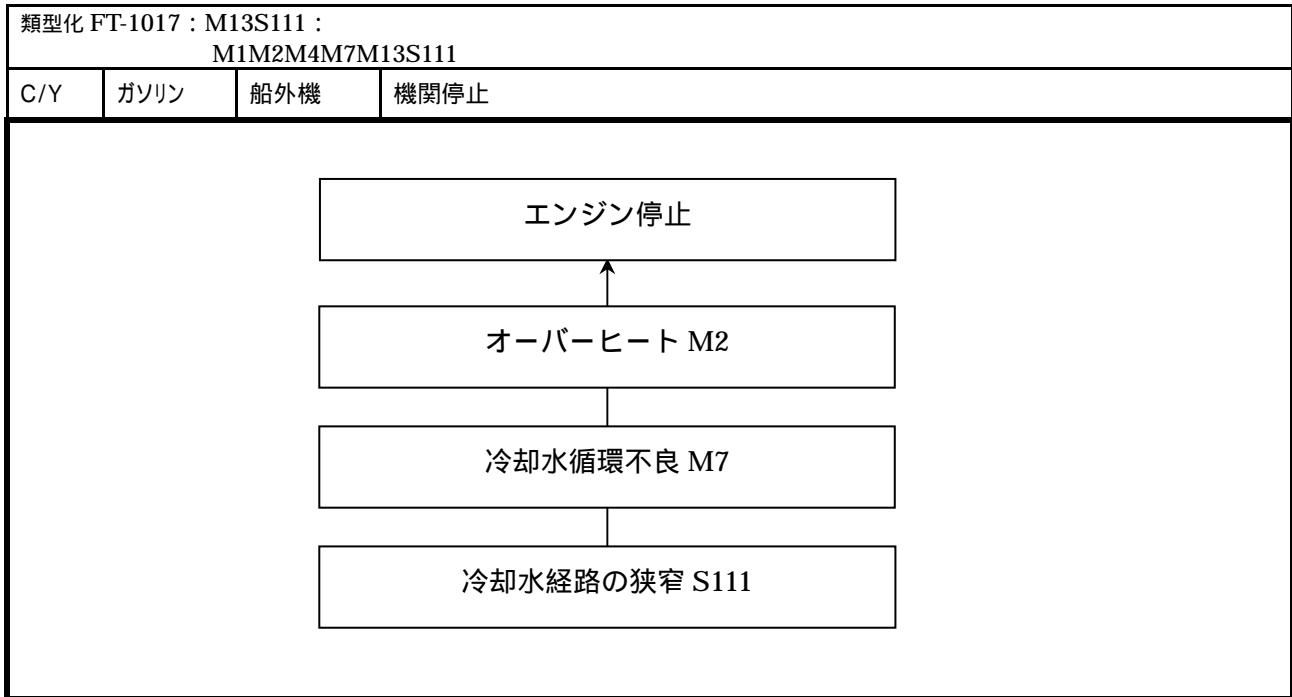 類型化 FT-1017：M13S111：
M1M2M4M7M13S111
C/Y ガソリン 船外機 機関停止
エンジン停止
オーバーヒート M2
冷却水循環不良 M7
冷却水経路の狭窄 S111